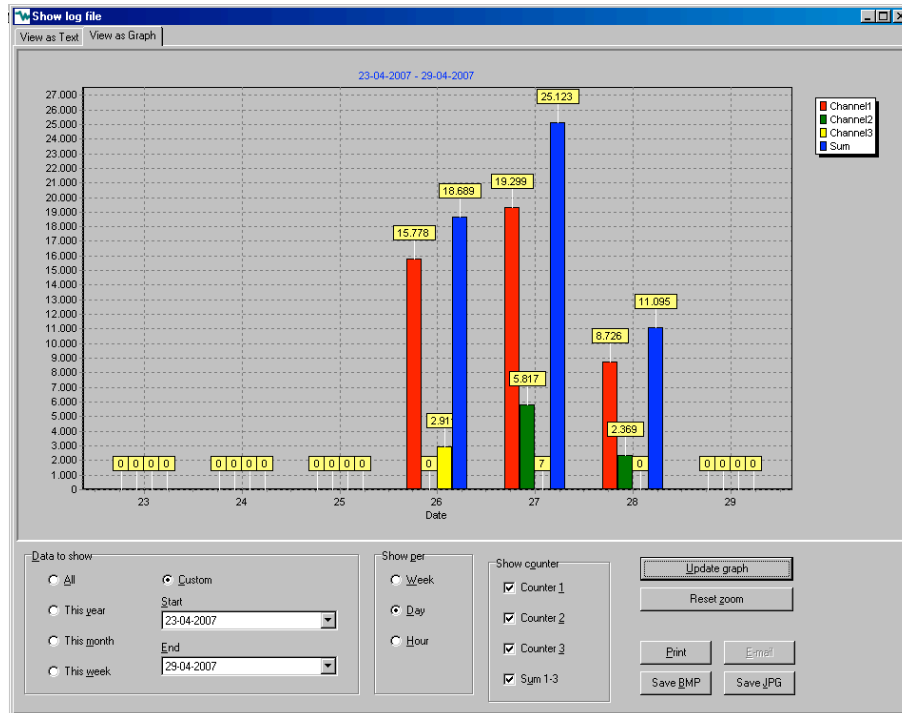 Show log file
View as Text View as Graph
23-04-2007 - 29-04-2007
27.000
26.000
25.000
24.000
23.000
22.000
21.000
20.000
19.000
18.000
17.000
16.000
15.000
14.000
13.000
12.000
11.000
10.000
9.000
8.000
7.000
6.000
5.000
4.000
3.000
2.000
1.000
0
25.123
19.299
18.689
15.778
11.095
8.726
5.817
2.91
2.369
0 0 0 0 0 0 0 0 0 0 0 0 0 7 0 0 0 0 0
23 24 25 26 27 28 29
Date
Channel1
Channel2
Channel3
Sum
Data to show
All
This year
This month
This week
Custom
Start
23-04-2007
End
29-04-2007
Show per
Week
Day
Hour
Show counter
Counter 1
Counter 2
Counter 3
Sum 1-3
Update graph
Reset zoom
Print E-mail
Save BMP Save JPG